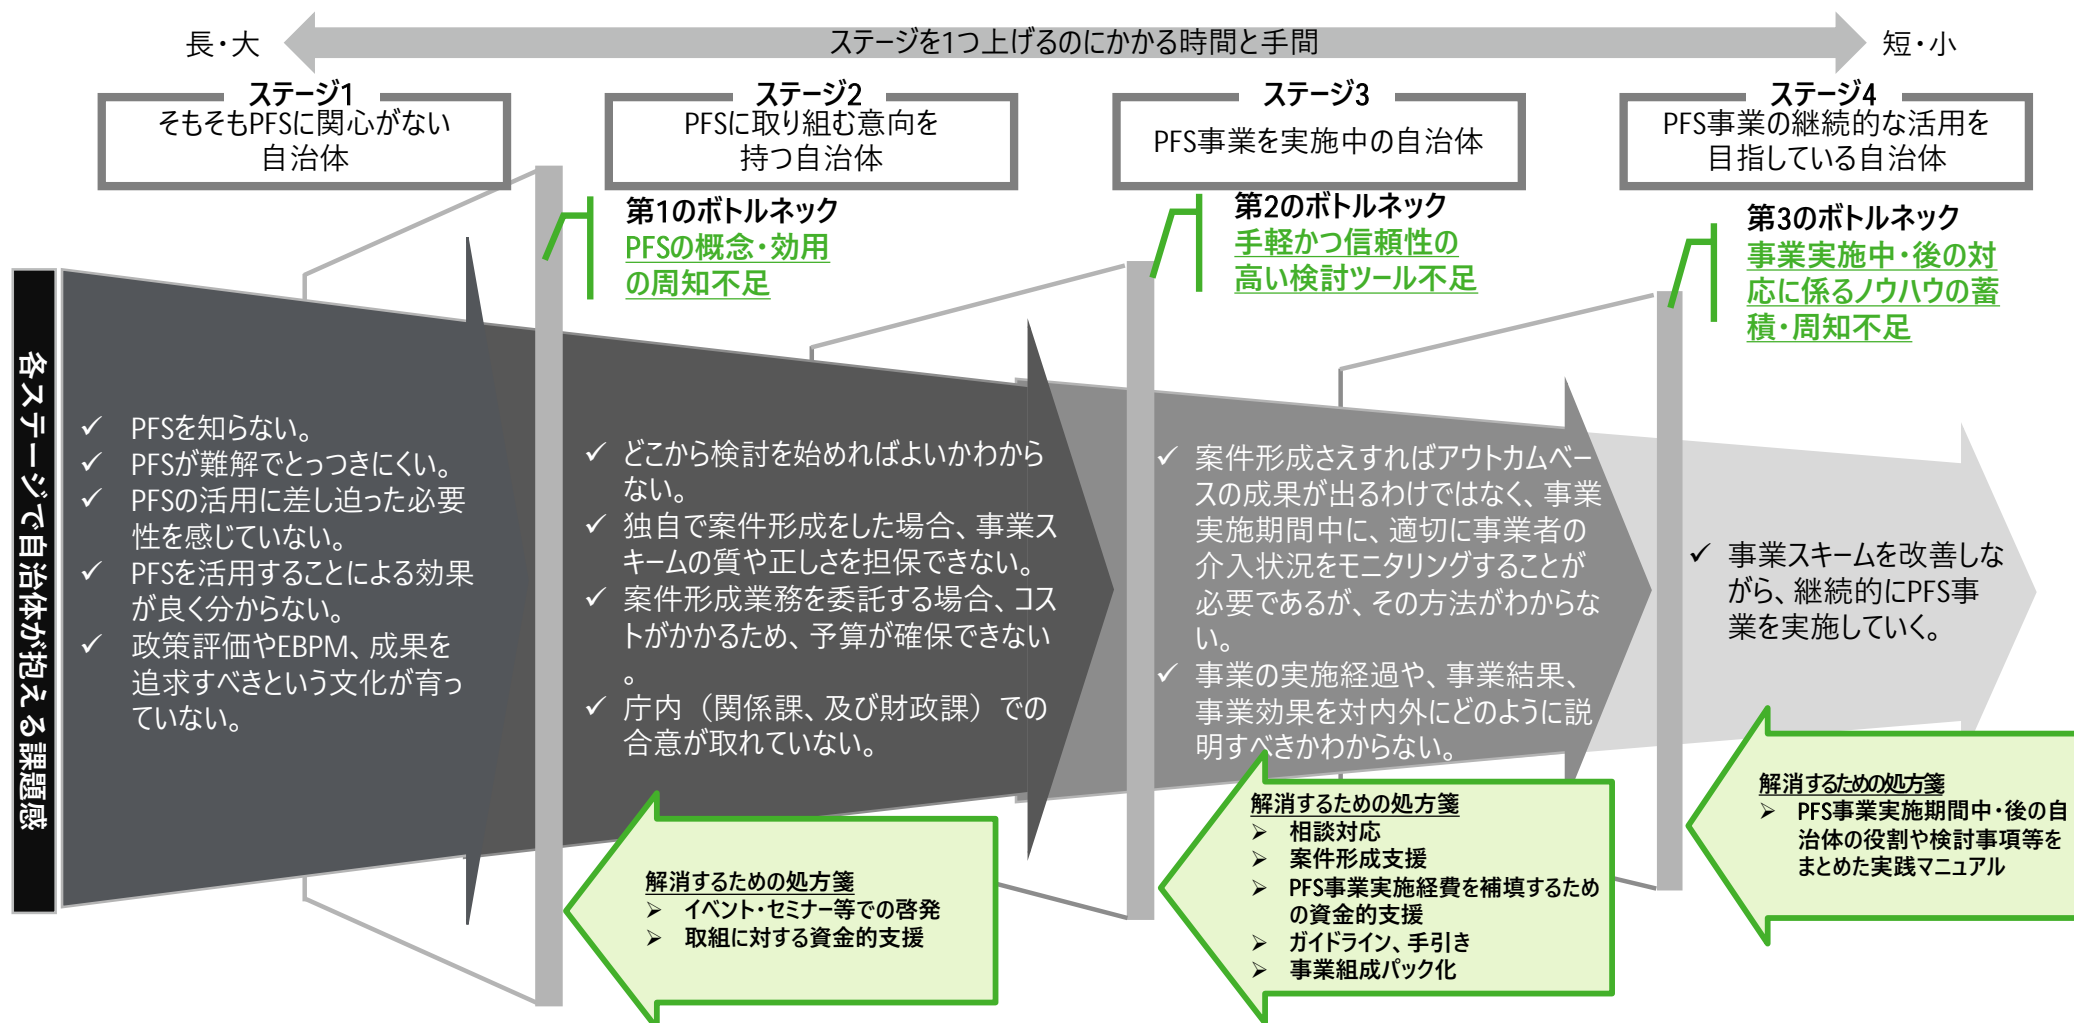 長・大
ステージを1つ上げるのにかかる時間と手間
短・小
ステージ1
そもそもPFSに関心がない
自治体
ステージ2
PFSに取り組む意向を
持つ自治体
ステージ3
PFS事業を実施中の自治体
ステージ4
PFS事業の継続的な活用を
目指している自治体
第1のボトルネック
PFSの概念・効用
の周知不足
第2のボトルネック
手軽かつ信頼性の
高い検討ツール不足
第3のボトルネック
事業実施中・後の対
応に係るノウハウの蓄
積・周知不足
各ステージで自治体が抱える課題感
✓ PFSを知らない。
✓ PFSが難解でとっつきにくい。
✓ PFSの活用に差し迫った必要
性を感じていない。
✓ PFSを活用することによる効果
が良く分からない。
✓ 政策評価やEBPM、成果を
追求すべきという文化が育っ
ていない。
✓ どこから検討を始めればよいかわから
ない。
✓ 独自で案件形成をした場合、事業ス
キームの質や正しさを担保できない。
✓ 案件形成業務を委託する場合、コス
トがかかるため、予算が確保できない
。
✓ 庁内（関係課、及び財政課）での
合意が取れていない。
✓ 案件形成さえすればアウトカムベー
スの成果が出るわけではなく、事業
実施期間中に、適切に事業者の
介入状況をモニタリングすることが
必要であるが、その方法がわからな
い。
✓ 事業の実施経過や、事業結果、
事業効果を対内外にどのように説
明すべきかわからない。
✓ 事業スキームを改善しな
がら、継続的にPFS事
業を実施していく。
解消するための処方箋
➢ イベント・セミナー等での啓発
➢ 取組に対する資金的支援
解消するための処方箋
➢ 相談対応
➢ 案件形成支援
➢ PFS事業実施経費を補填するため
の資金的支援
➢ ガイドライン、手引き
➢ 事業組成パック化
解消するための処方箋
➢ PFS事業実施期間中・後の自
治体の役割や検討事項等を
まとめた実践マニュアル